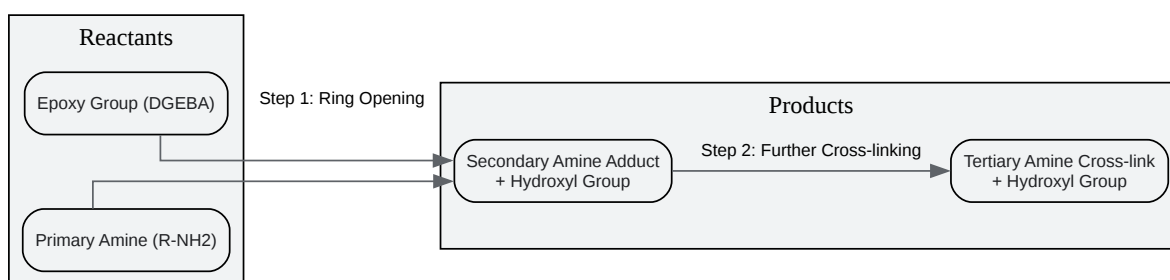 Reactants
Epoxy Group (DGEBA)
Primary Amine (R-NH2)
Step 1: Ring Opening
Products
Secondary Amine Adduct
+ Hydroxyl Group
Step 2: Further Cross-linking
Tertiary Amine Cross-link
+ Hydroxyl Group